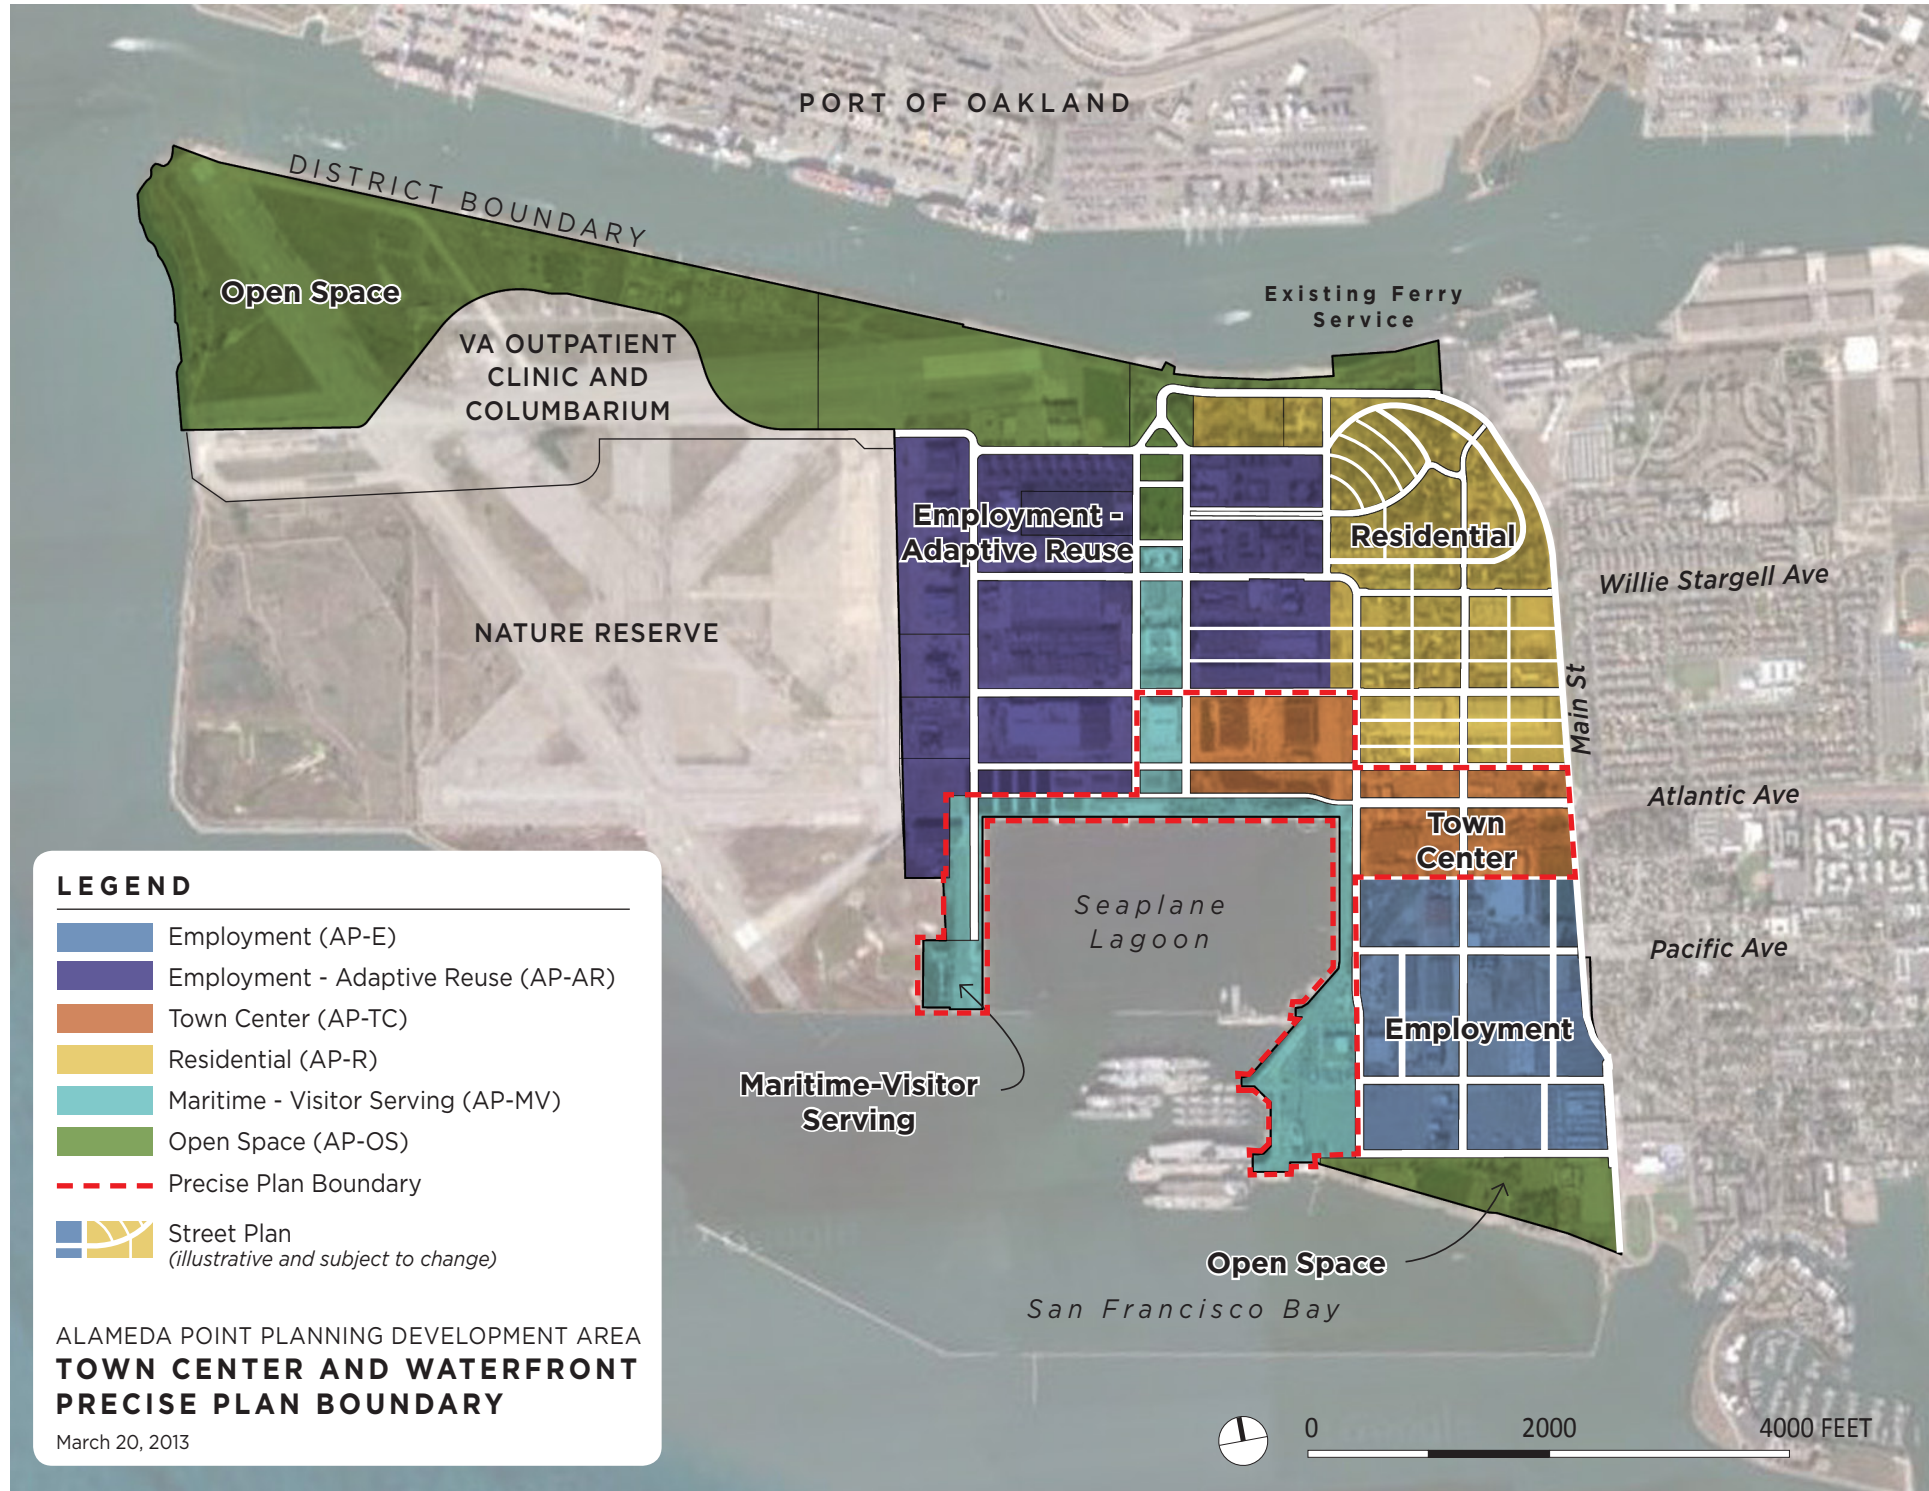 PORT OF OAKLAND
DISTRICT BOUNDARY
Open Space
Existing Ferry
Service
VA OUTPATIENT
CLINIC AND
COLUMBARIUM
Employment -
Adaptive Reuse
Residential
Willie Stargell Ave
NATURE RESERVE
Main St
Atlantic Ave
Town
Center
Seaplane
Lagoon
Pacific Ave
Employment
Maritime-Visitor
Serving
Open Space
San Francisco Bay
LEGEND
Employment (AP-E)
Employment - Adaptive Reuse (AP-AR)
Town Center (AP-TC)
Residential (AP-R)
Maritime - Visitor Serving (AP-MV)
Open Space (AP-OS)
Precise Plan Boundary
Street Plan
(illustrative and subject to change)
ALAMEDA POINT PLANNING DEVELOPMENT AREA
TOWN CENTER AND WATERFRONT
PRECISE PLAN BOUNDARY
March 20, 2013
0 2000 4000 FEET